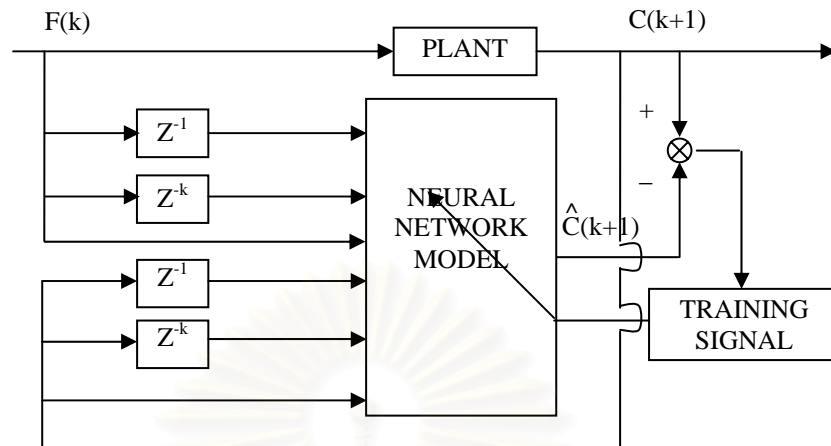 F(k)
C(k+1)
PLANT
Z⁻¹
+
Z⁻ᵏ
−
NEURAL
NETWORK
MODEL
Ĉ(k+1)
Z⁻¹
TRAINING
SIGNAL
Z⁻ᵏ